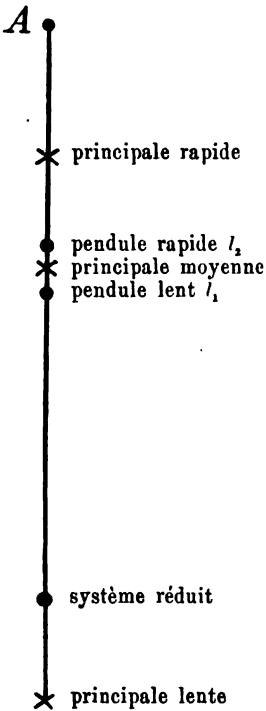 A
principale rapide
pendule rapide l₂
principale moyenne
pendule lent l₁
système réduit
principale lente